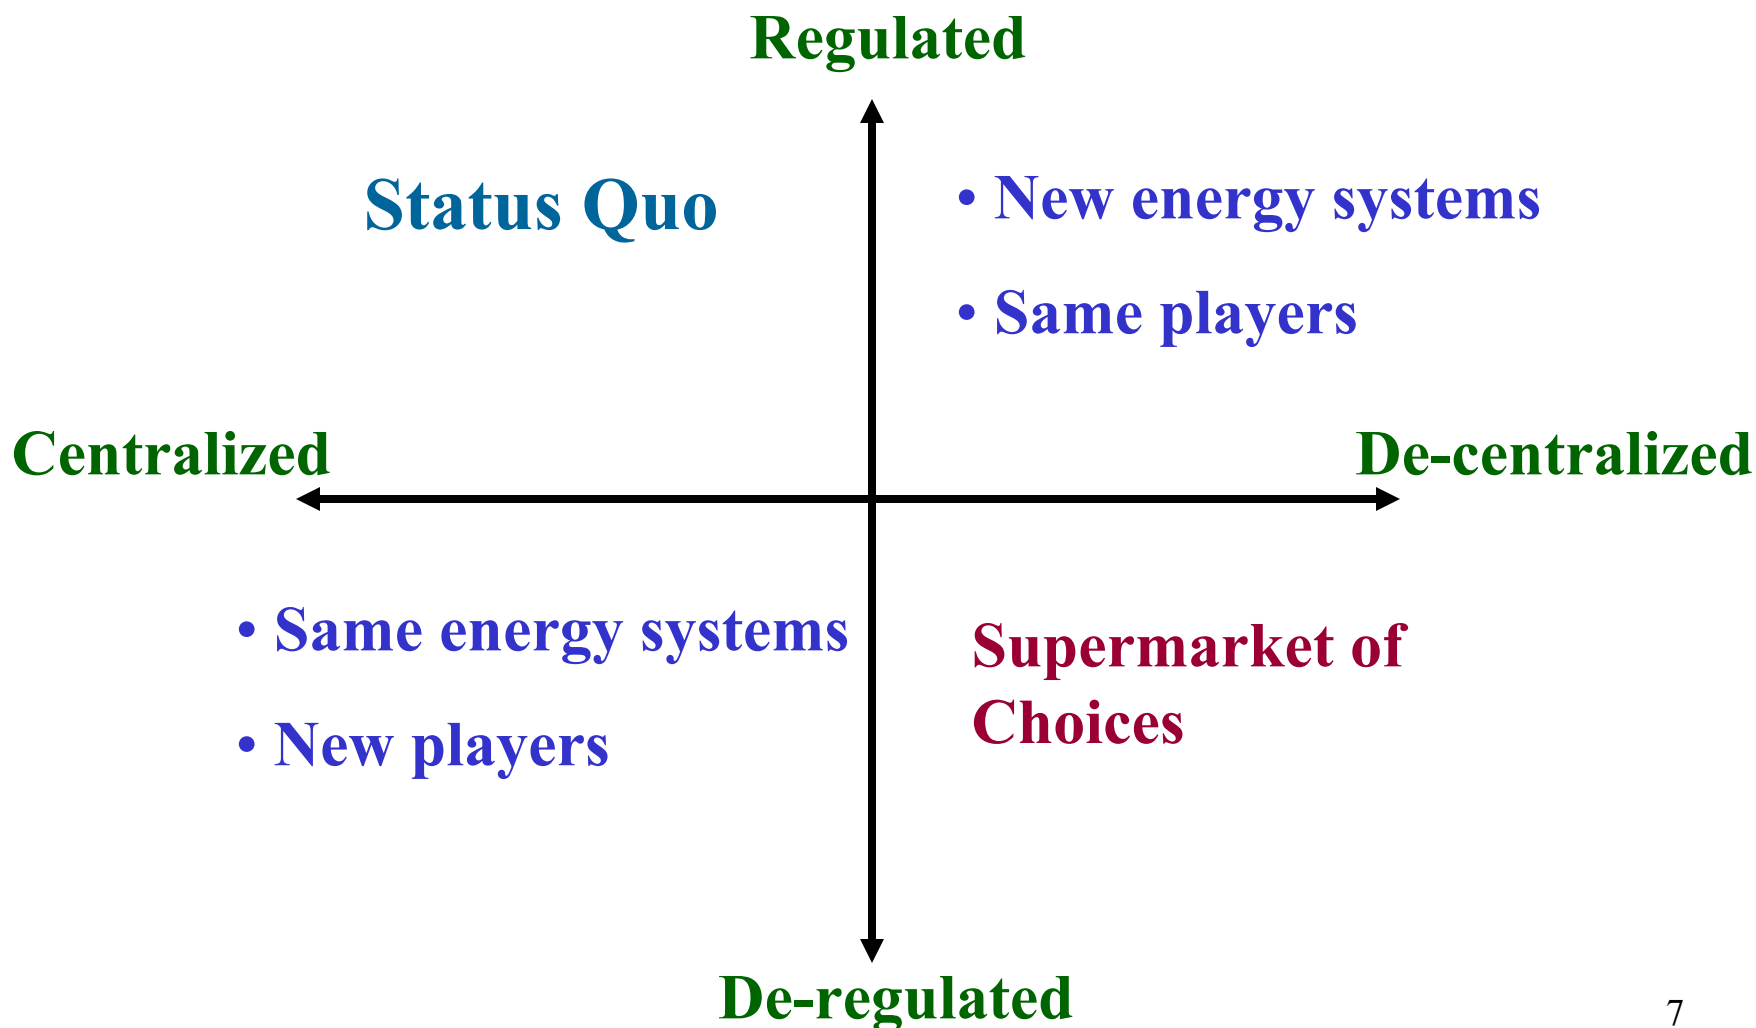 Regulated
Status Quo
• New energy systems
• Same players
Centralized
De-centralized
• Same energy systems
• New players
Supermarket of
Choices
De-regulated
7